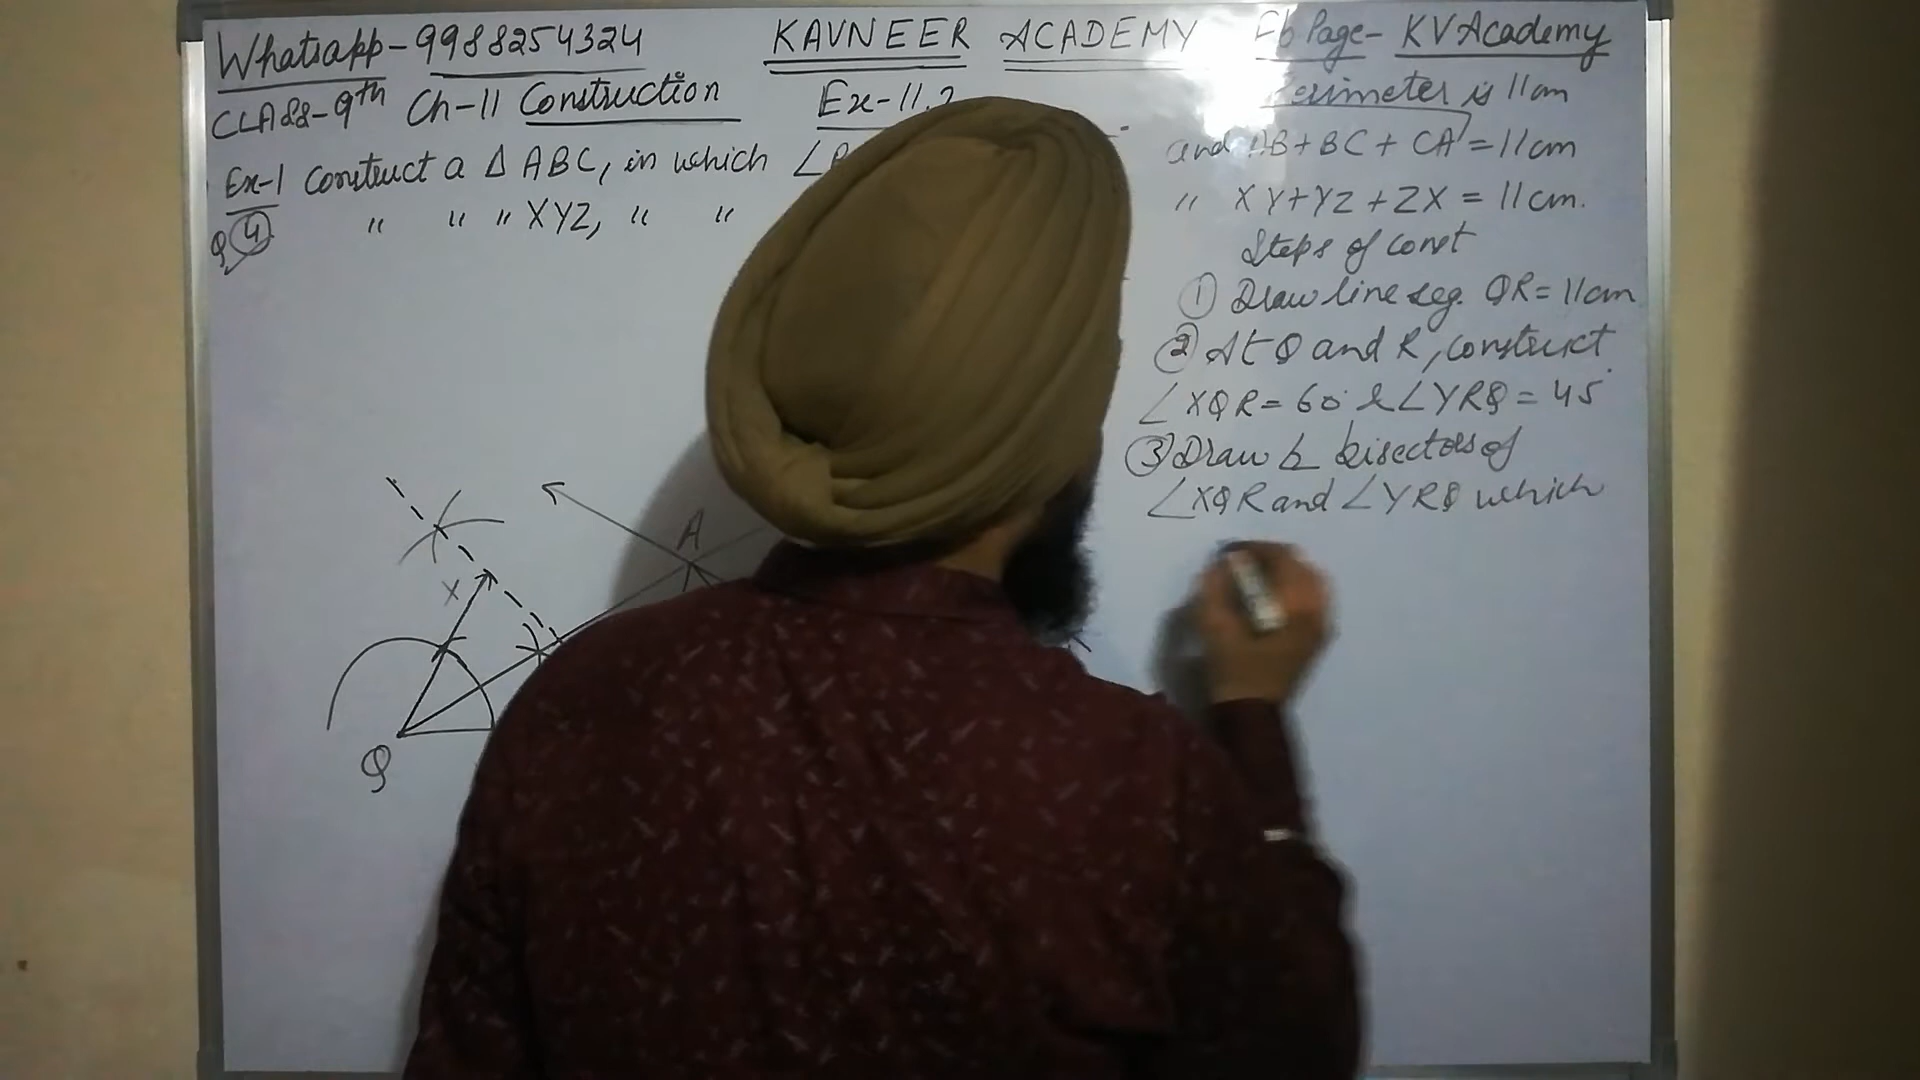 Whatsapp-9988254324 KAVNEER ACADEMY Fb Page- KVAcademy
CLASS-9th Ch-11 Construction Ex-11.2 Perimeter is 11cm
Ex-1 Construct a Δ ABC, in which ∠ and AB+BC+CA=11cm
Q④ " " " XYZ, " " " XY+YZ+ZX=11cm.
Steps of const
① Draw line seg. QR=11cm
② At Q and R, construct
∠XQR=60° & ∠YRQ=45°
③ Draw ⊥ bisectors of
∠XQR and ∠YRQ which
A
X
Q